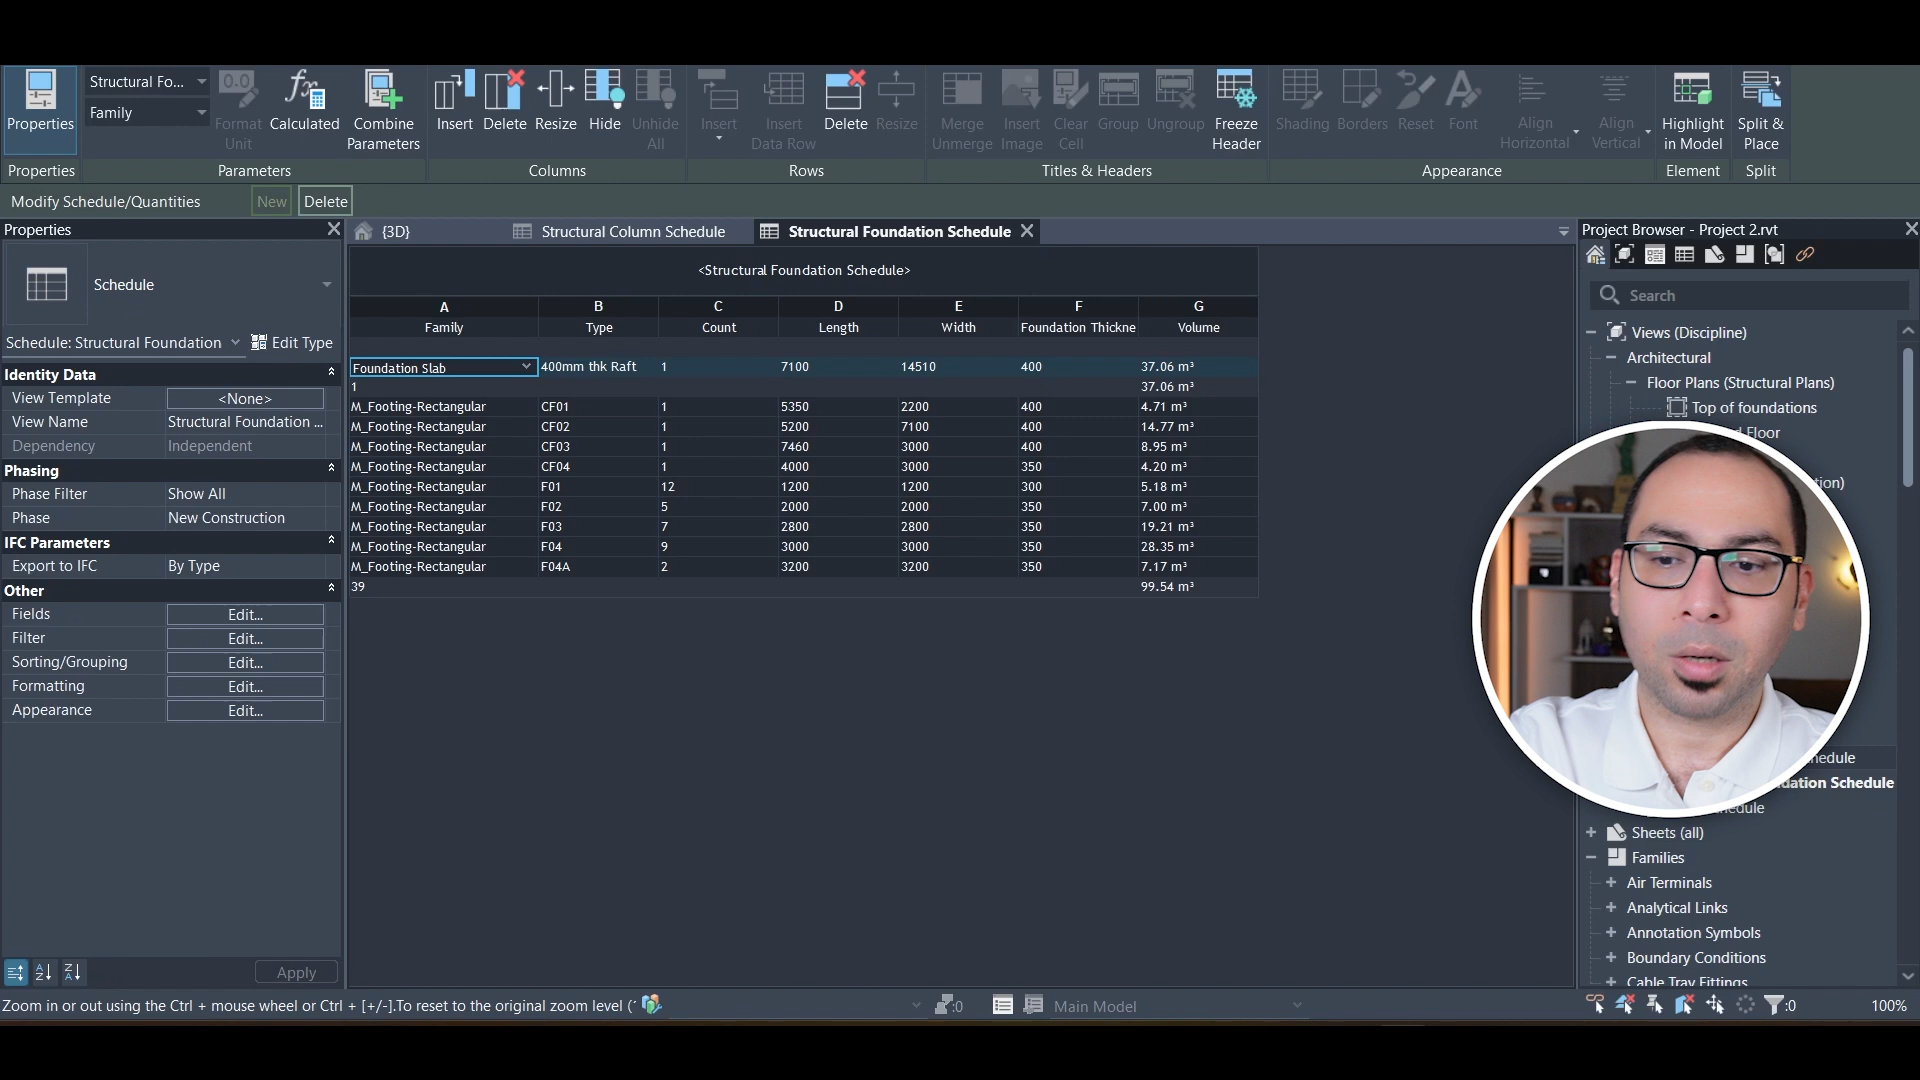 Properties
Structural Fo...
Family
0.0
Format
Unit
Calculated
Combine
Parameters
Insert
Delete
Resize
Hide
Unhide
All
Insert
Insert
Data Row
Delete
Resize
Merge
Unmerge
Insert
Image
Clear
Cell
Group
Ungroup
Freeze
Header
Shading
Borders
Reset
Font
Align
Horizontal
Align
Vertical
Highlight
in Model
Split &
Place
Properties
Parameters
Columns
Rows
Titles & Headers
Appearance
Element
Split
Modify Schedule/Quantities
New
Delete
Properties
Schedule
Schedule: Structural Foundation
Edit Type
Identity Data
View Template
<None>
View Name
Structural Foundation ...
Dependency
Independent
Phasing
Phase Filter
Show All
Phase
New Construction
IFC Parameters
Export to IFC
By Type
Other
Fields
Edit...
Filter
Edit...
Sorting/Grouping
Edit...
Formatting
Edit...
Appearance
Edit...
Apply
{3D}
Structural Column Schedule
Structural Foundation Schedule
<Structural Foundation Schedule>
A B C D E F G
Family Type Count Length Width Foundation Thickne Volume
Foundation Slab 400mm thk Raft 1 7100 14510 400 37.06 m³
1 37.06 m³
M_Footing-Rectangular CF01 1 5350 2200 400 4.71 m³
M_Footing-Rectangular CF02 1 5200 7100 400 14.77 m³
M_Footing-Rectangular CF03 1 7460 3000 400 8.95 m³
M_Footing-Rectangular CF04 1 4000 3000 350 4.20 m³
M_Footing-Rectangular F01 12 1200 1200 300 5.18 m³
M_Footing-Rectangular F02 5 2000 2000 350 7.00 m³
M_Footing-Rectangular F03 7 2800 2800 350 19.21 m³
M_Footing-Rectangular F04 9 3000 3000 350 28.35 m³
M_Footing-Rectangular F04A 2 3200 3200 350 7.17 m³
39 99.54 m³
Project Browser - Project 2.rvt
Search
Views (Discipline)
Architectural
Floor Plans (Structural Plans)
Top of foundations
Floor
Schedule
Sheets (all)
Families
Air Terminals
Analytical Links
Annotation Symbols
Boundary Conditions
Cable Tray Fittings
Zoom in or out using the Ctrl + mouse wheel or Ctrl + [+/-].To reset to the original zoom level (
:0
Main Model
:0
100%